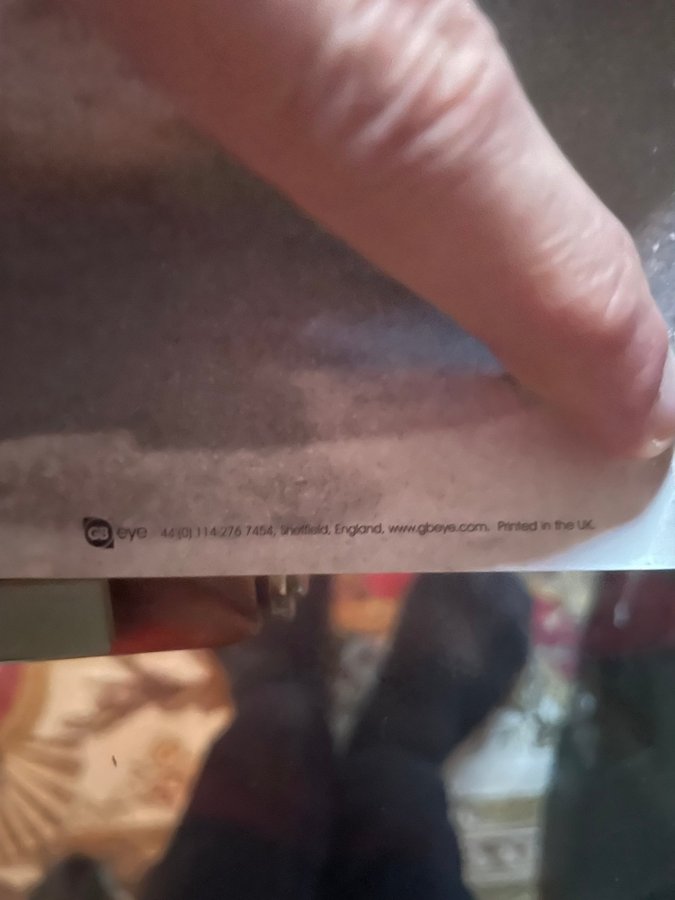 GB eye 44 (0) 114 276 7454, Sheffield, England, www.gbeye.com. Printed in the UK.